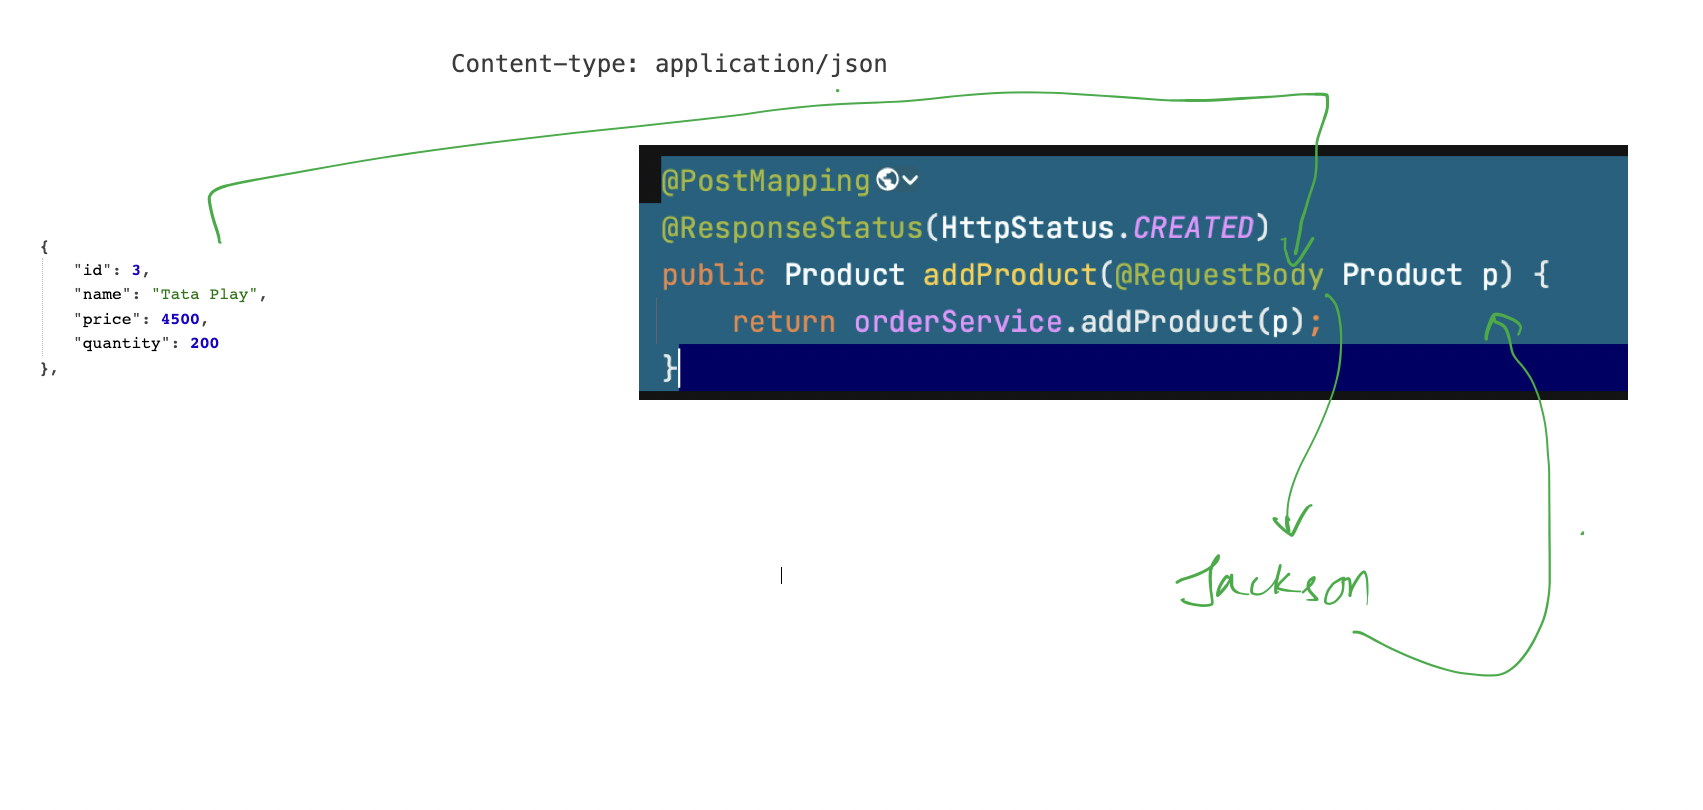 Content-type: application/json
{
"id": 3,
"name": "Tata Play",
"price": 4500,
"quantity": 200
},
@PostMapping
@ResponseStatus(HttpStatus.CREATED)
public Product addProduct(@RequestBody Product p) {
return orderService.addProduct(p);
}
Jackson